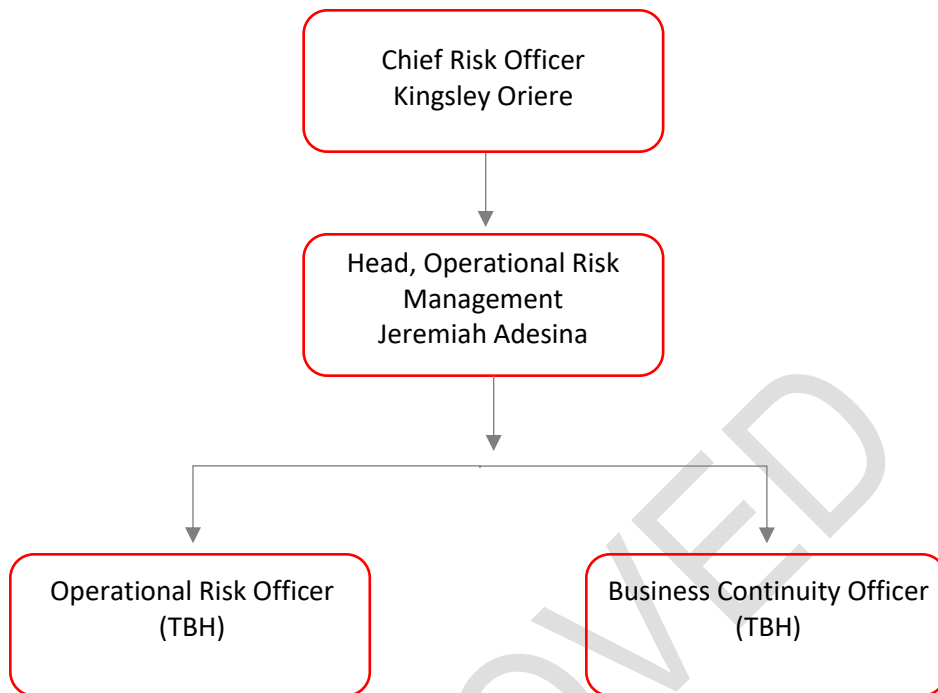 Chief Risk Officer
Kingsley Oriere
Head, Operational Risk
Management
Jeremiah Adesina
Operational Risk Officer
(TBH)
Business Continuity Officer
(TBH)
OVED